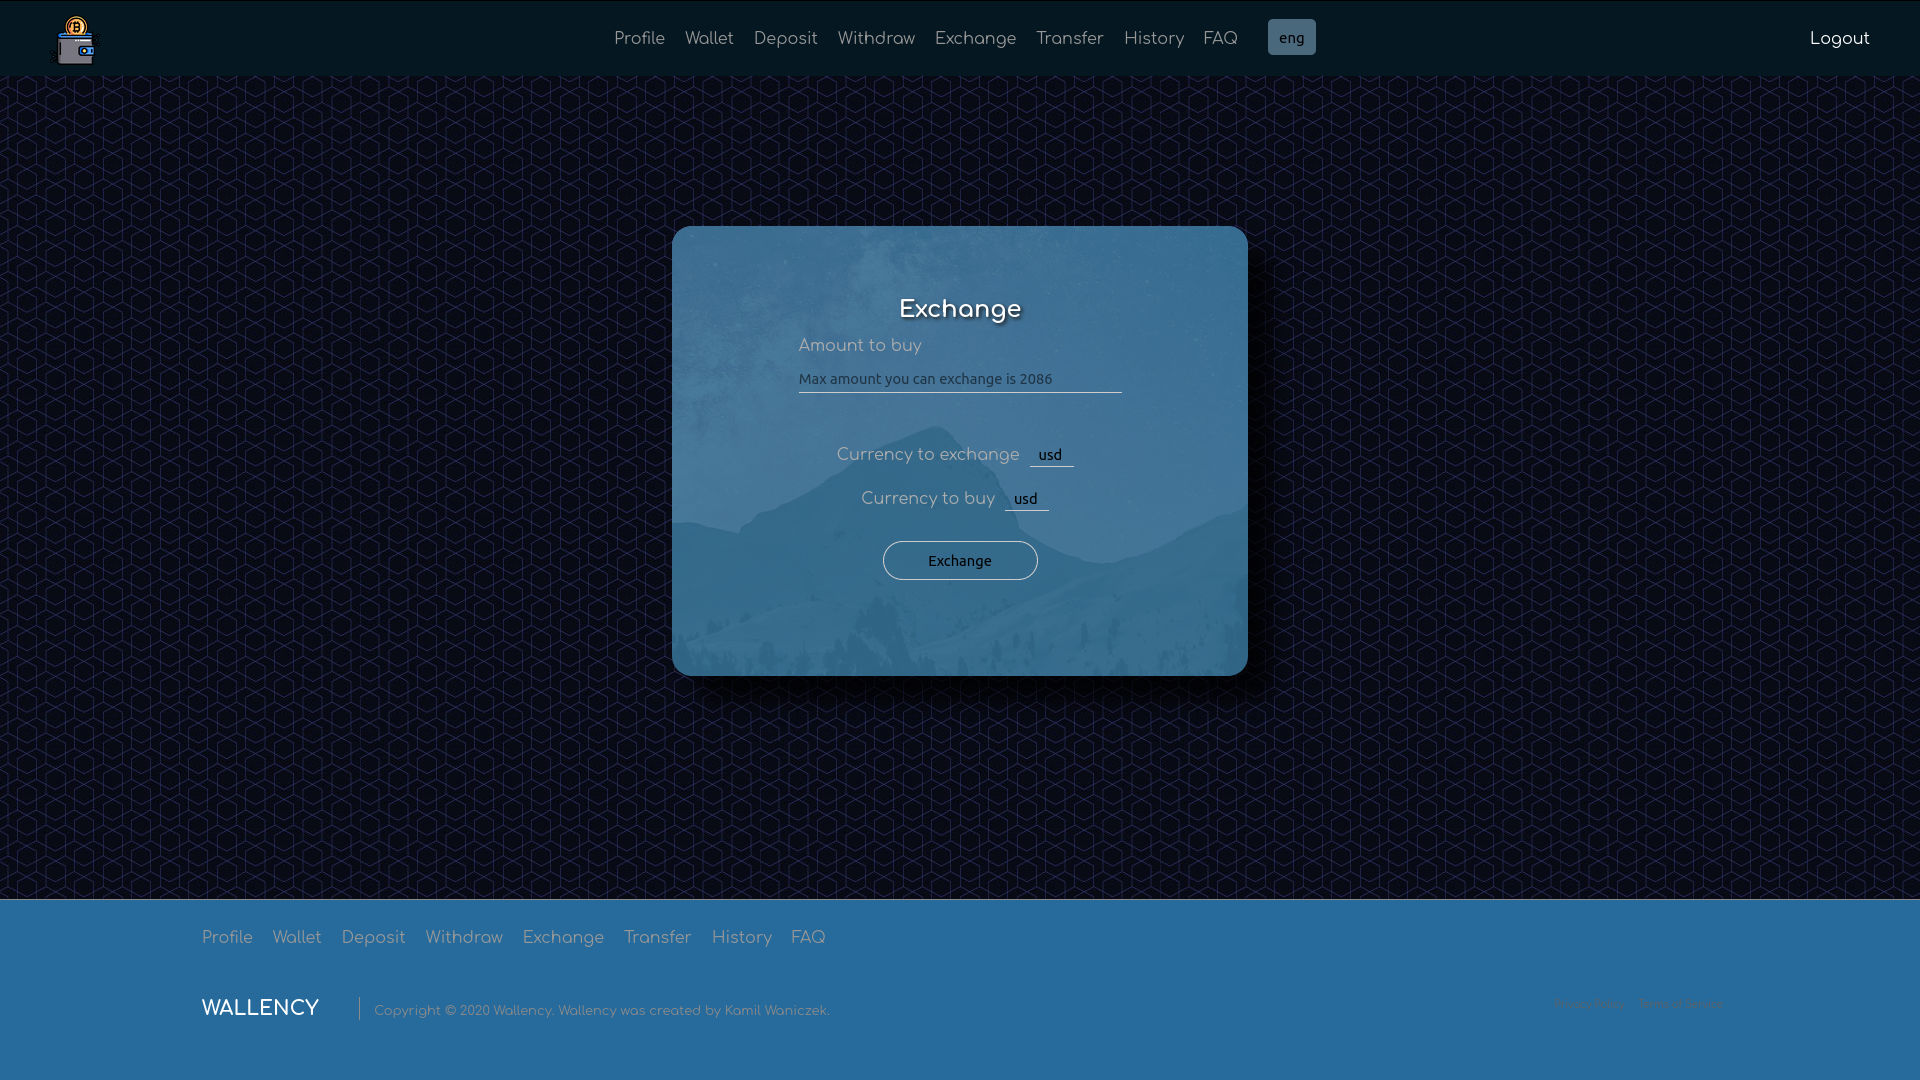 Profile Wallet Deposit Withdraw Exchange Transfer History FAQ eng Logout
Exchange
Amount to buy
Max amount you can exchange is 2086
Currency to exchange usd
Currency to buy usd
Exchange
Profile Wallet Deposit Withdraw Exchange Transfer History FAQ
WALLENCY
Copyright © 2020 Wallency. Wallency was created by Kamil Waniczek.